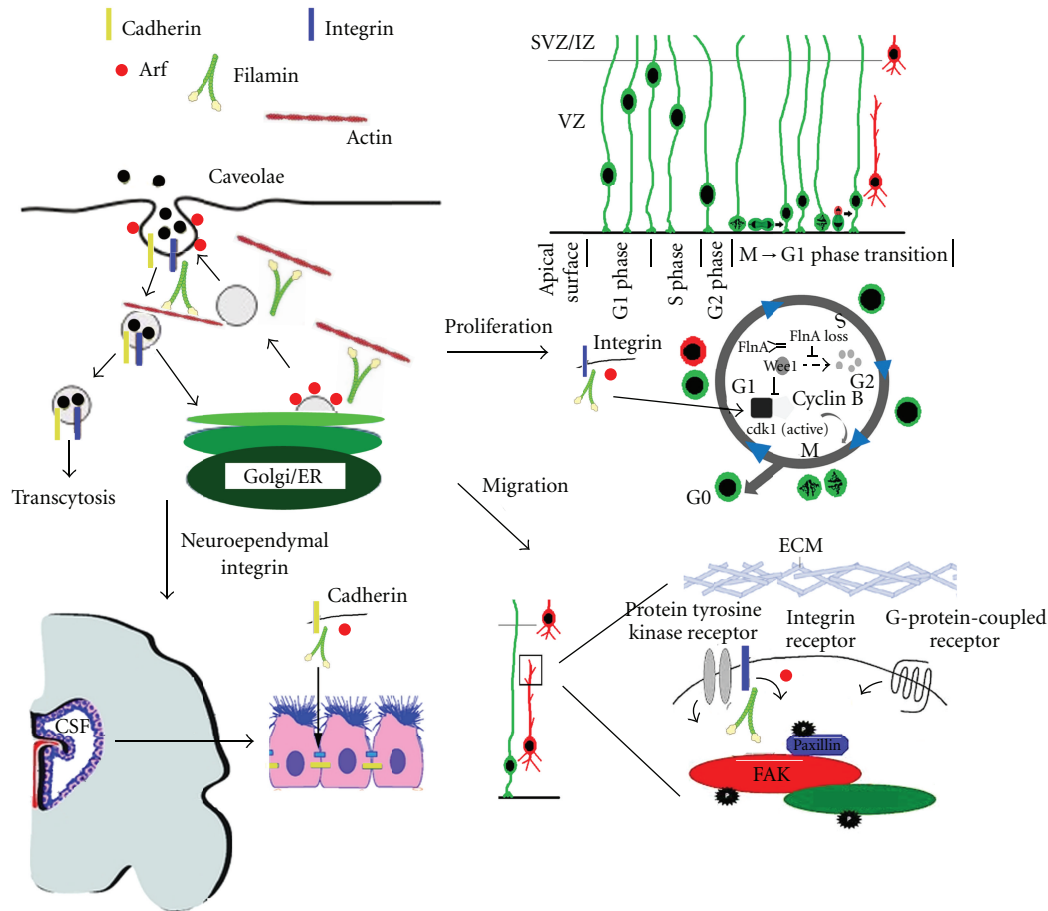 Cadherin
Integrin
Arf
Filamin
Actin
Caveolae
Golgi/ER
Transcytosis
SVZ/IZ
VZ
Apical
surface
G1 phase
S phase
G2 phase
M → G1 phase transition
Proliferation
Integrin
S
FlnA
FlnA loss
Wee1
G2
G1
Cyclin B
cdk1 (active)
M
G0
Migration
Neuroependymal
integrin
Cadherin
CSF
ECM
Protein tyrosine
kinase receptor
Integrin
receptor
G-protein-coupled
receptor
P
Paxillin
FAK
P
P